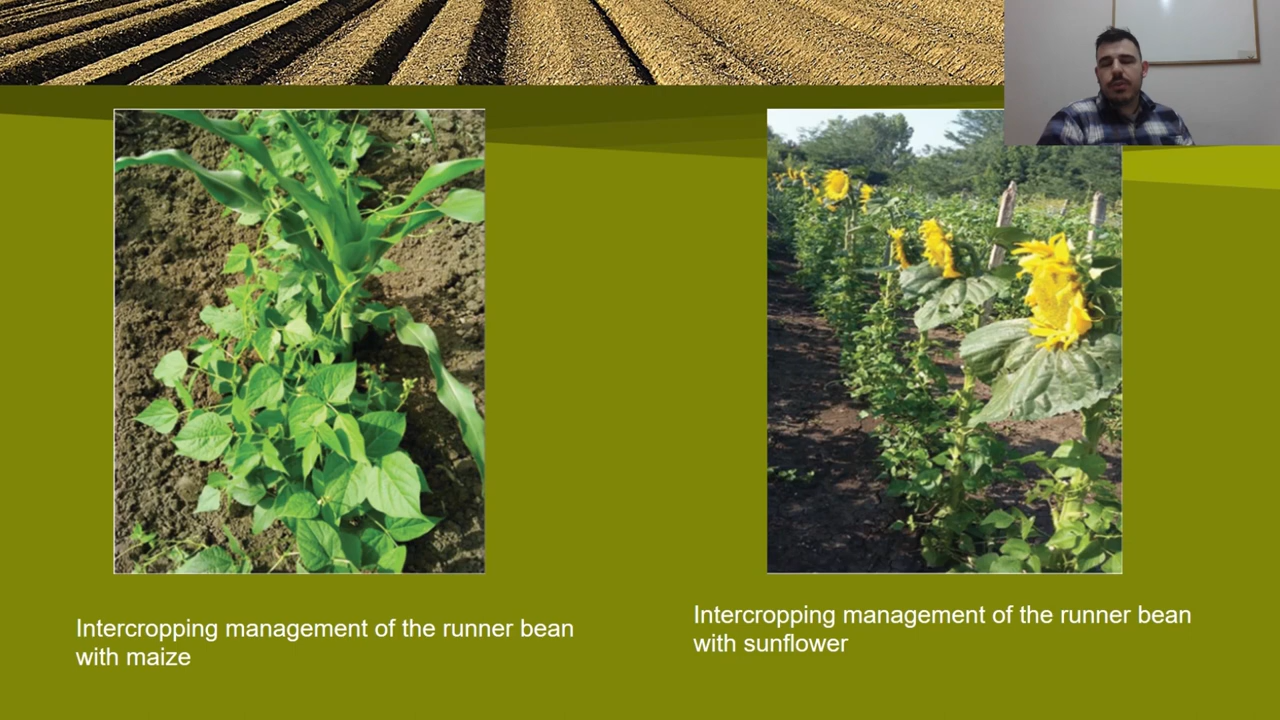 Intercropping management of the runner bean
with maize
Intercropping management of the runner bean
with sunflower